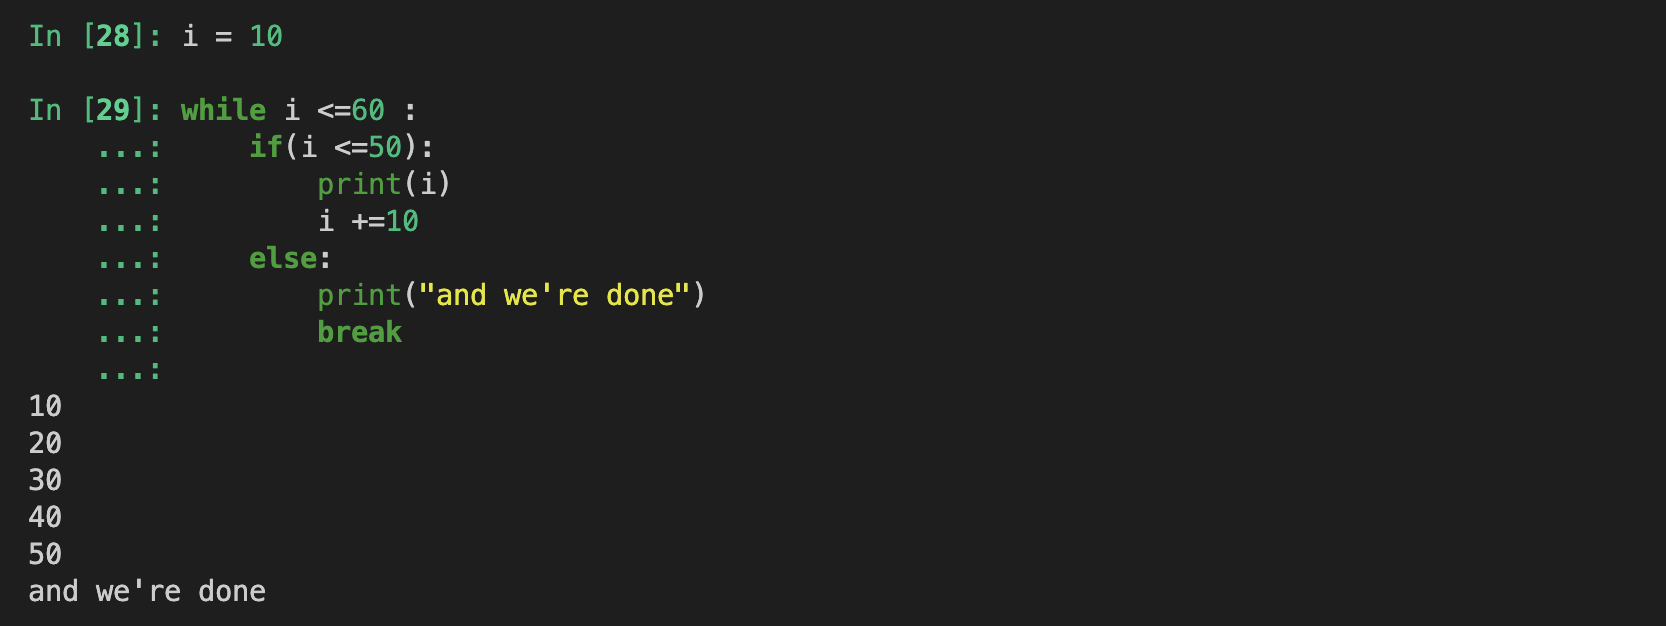 In [28]: i = 10
In [29]: while i <=60 :
    ...:     if(i <=50):
    ...:         print(i)
    ...:         i +=10
    ...:     else:
    ...:         print("and we're done")
    ...:         break
    ...:
10
20
30
40
50
and we're done